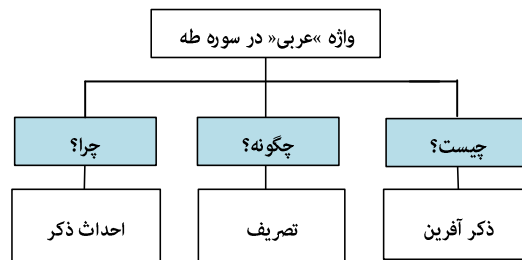 واژه »عربی« در سوره طه
چیست؟
چگونه؟
چرا؟
ذکر آفرین
تصریف
احداث ذکر